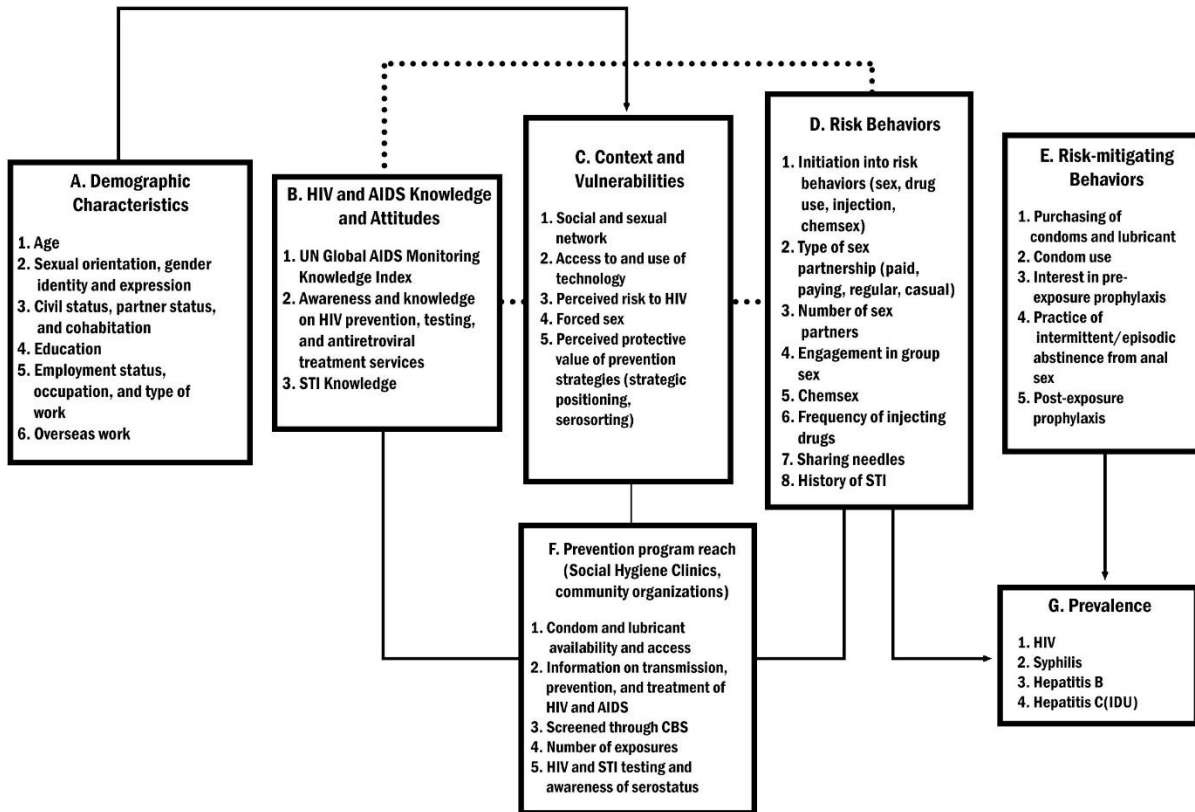 A. Demographic
Characteristics
1. Age
2. Sexual orientation, gender
identity and expression
3. Civil status, partner status,
and cohabitation
4. Education
5. Employment status,
occupation, and type of
work
6. Overseas work
B. HIV and AIDS Knowledge
and Attitudes
1. UN Global AIDS Monitoring
Knowledge Index
2. Awareness and knowledge
on HIV prevention, testing,
and antiretroviral
treatment services
3. STI Knowledge
C. Context and
Vulnerabilities
1. Social and sexual
network
2. Access to and use of
technology
3. Perceived risk to HIV
4. Forced sex
5. Perceived protective
value of prevention
strategies (strategic
positioning,
serosorting)
D. Risk Behaviors
1. Initiation into risk
behaviors (sex, drug
use, injection,
chemsex)
2. Type of sex
partnership (paid,
paying, regular, casual)
3. Number of sex
partners
4. Engagement in group
sex
5. Chemsex
6. Frequency of injecting
drugs
7. Sharing needles
8. History of STI
E. Risk-mitigating
Behaviors
1. Purchasing of
condoms and lubricant
2. Condom use
3. Interest in pre-
exposure prophylaxis
4. Practice of
intermittent/episodic
abstinence from anal
sex
5. Post-exposure
prophylaxis
F. Prevention program reach
(Social Hygiene Clinics,
community organizations)
1. Condom and lubricant
availability and access
2. Information on transmission,
prevention, and treatment of
HIV and AIDS
3. Screened through CBS
4. Number of exposures
5. HIV and STI testing and
awareness of serostatus
G. Prevalence
1. HIV
2. Syphilis
3. Hepatitis B
4. Hepatitis C(IDU)